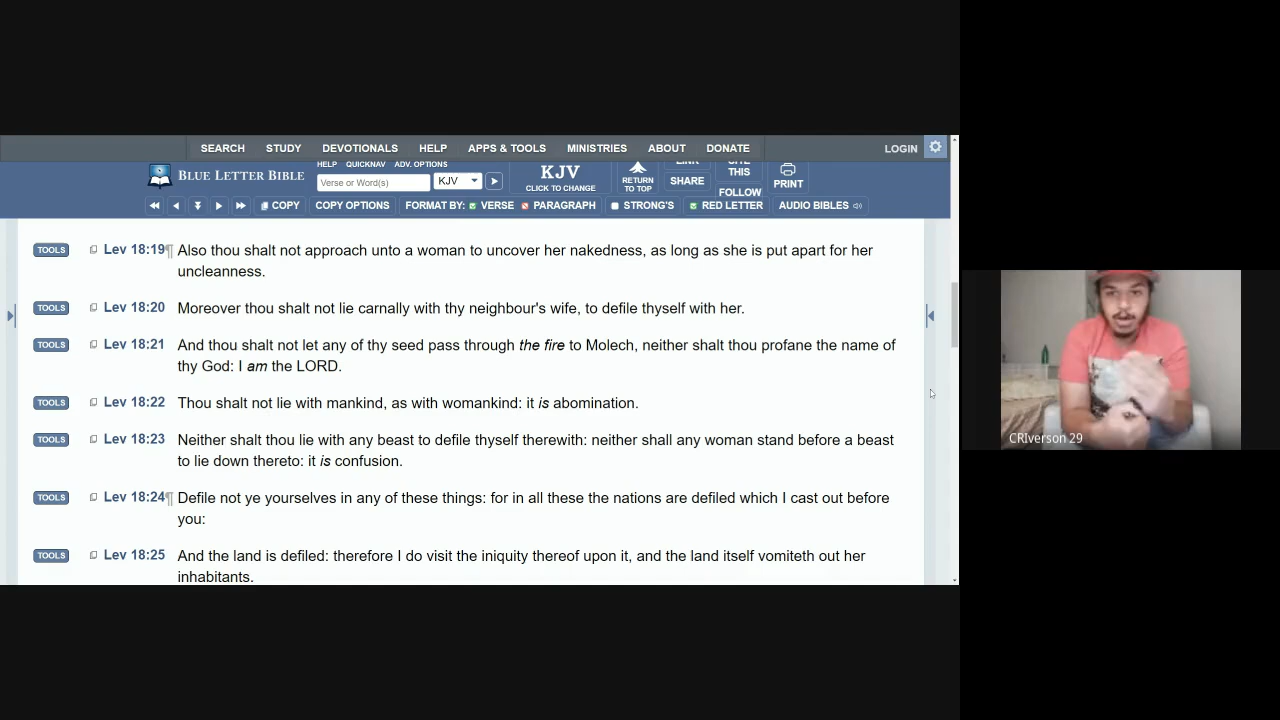 SEARCH STUDY DEVOTIONALS HELP APPS & TOOLS MINISTRIES ABOUT DONATE LOGIN
BLUE LETTER BIBLE
HELP QUICKNAV ADV. OPTIONS
Verse or Word(s) KJV
KJV
CLICK TO CHANGE
RETURN
TO TOP
LINK
SHARE
CITE
THIS
FOLLOW
PRINT
COPY COPY OPTIONS FORMAT BY: VERSE PARAGRAPH STRONG'S RED LETTER AUDIO BIBLES
TOOLS Lev 18:19¶ Also thou shalt not approach unto a woman to uncover her nakedness, as long as she is put apart for her
uncleanness.
TOOLS Lev 18:20 Moreover thou shalt not lie carnally with thy neighbour's wife, to defile thyself with her.
TOOLS Lev 18:21 And thou shalt not let any of thy seed pass through the fire to Molech, neither shalt thou profane the name of
thy God: I am the LORD.
TOOLS Lev 18:22 Thou shalt not lie with mankind, as with womankind: it is abomination.
TOOLS Lev 18:23 Neither shalt thou lie with any beast to defile thyself therewith: neither shall any woman stand before a beast
to lie down thereto: it is confusion.
TOOLS Lev 18:24¶ Defile not ye yourselves in any of these things: for in all these the nations are defiled which I cast out before
you:
TOOLS Lev 18:25 And the land is defiled: therefore I do visit the iniquity thereof upon it, and the land itself vomiteth out her
inhabitants.
CRIverson 29